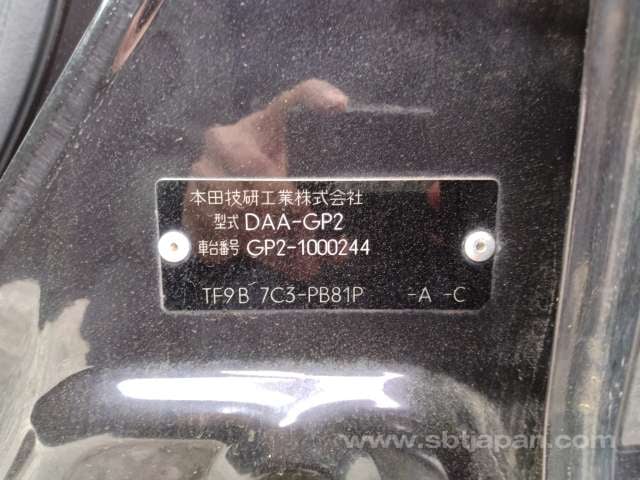 本田技研工業株式会社
型式 DAA-GP2
車台番号 GP2-1000244
TF9B 7C3-PB81P -A -C
www.sbtjapan.com